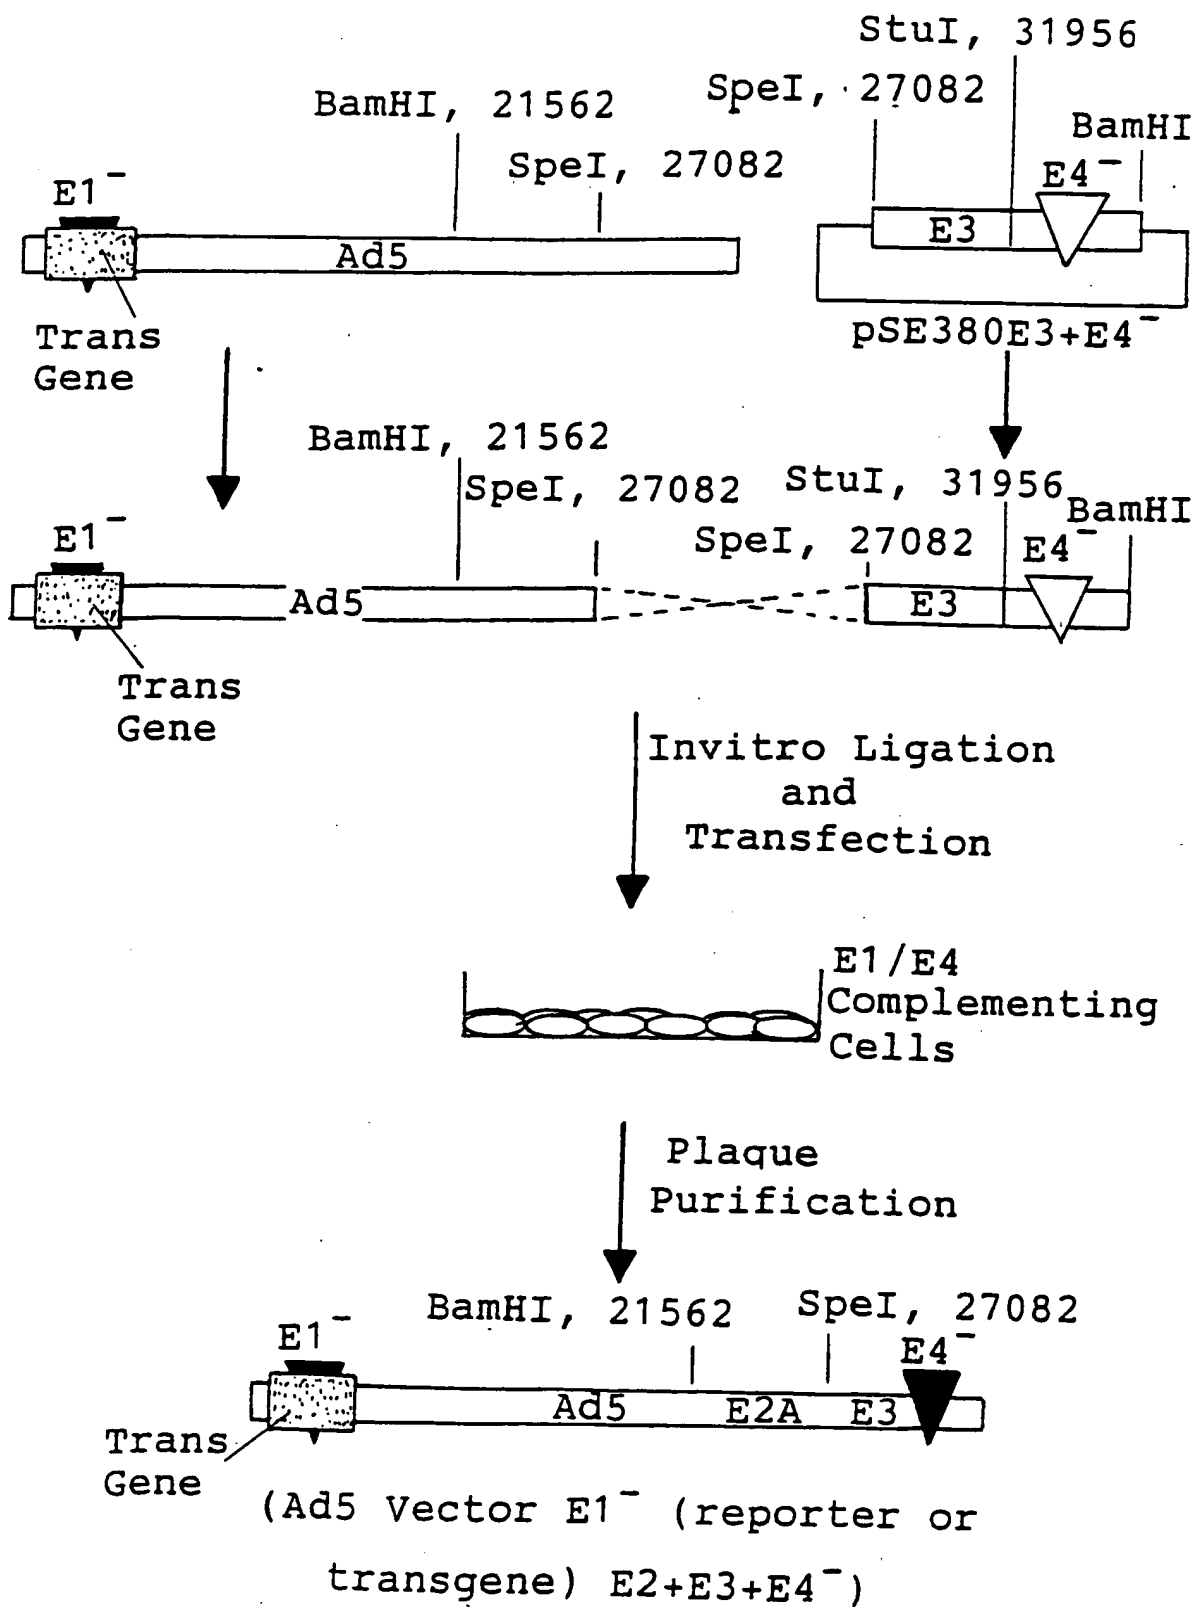 StuI, 31956
SpeI, 27082
BamHI, 21562
BamHI
SpeI, 27082
E4⁻
E1⁻
E3
Ad5
Trans
Gene
pSE380E3+E4⁻
BamHI, 21562
SpeI, 27082
StuI, 31956
BamHI
E1⁻
SpeI, 27082
E4⁻
Ad5
E3
Trans
Gene
Invitro Ligation
and
Transfection
E1/E4
Complementing
Cells
Plaque
Purification
BamHI, 21562
SpeI, 27082
E1⁻
E4⁻
Ad5
E2A
E3
Trans
Gene
(Ad5 Vector E1⁻ (reporter or
transgene) E2+E3+E4⁻)